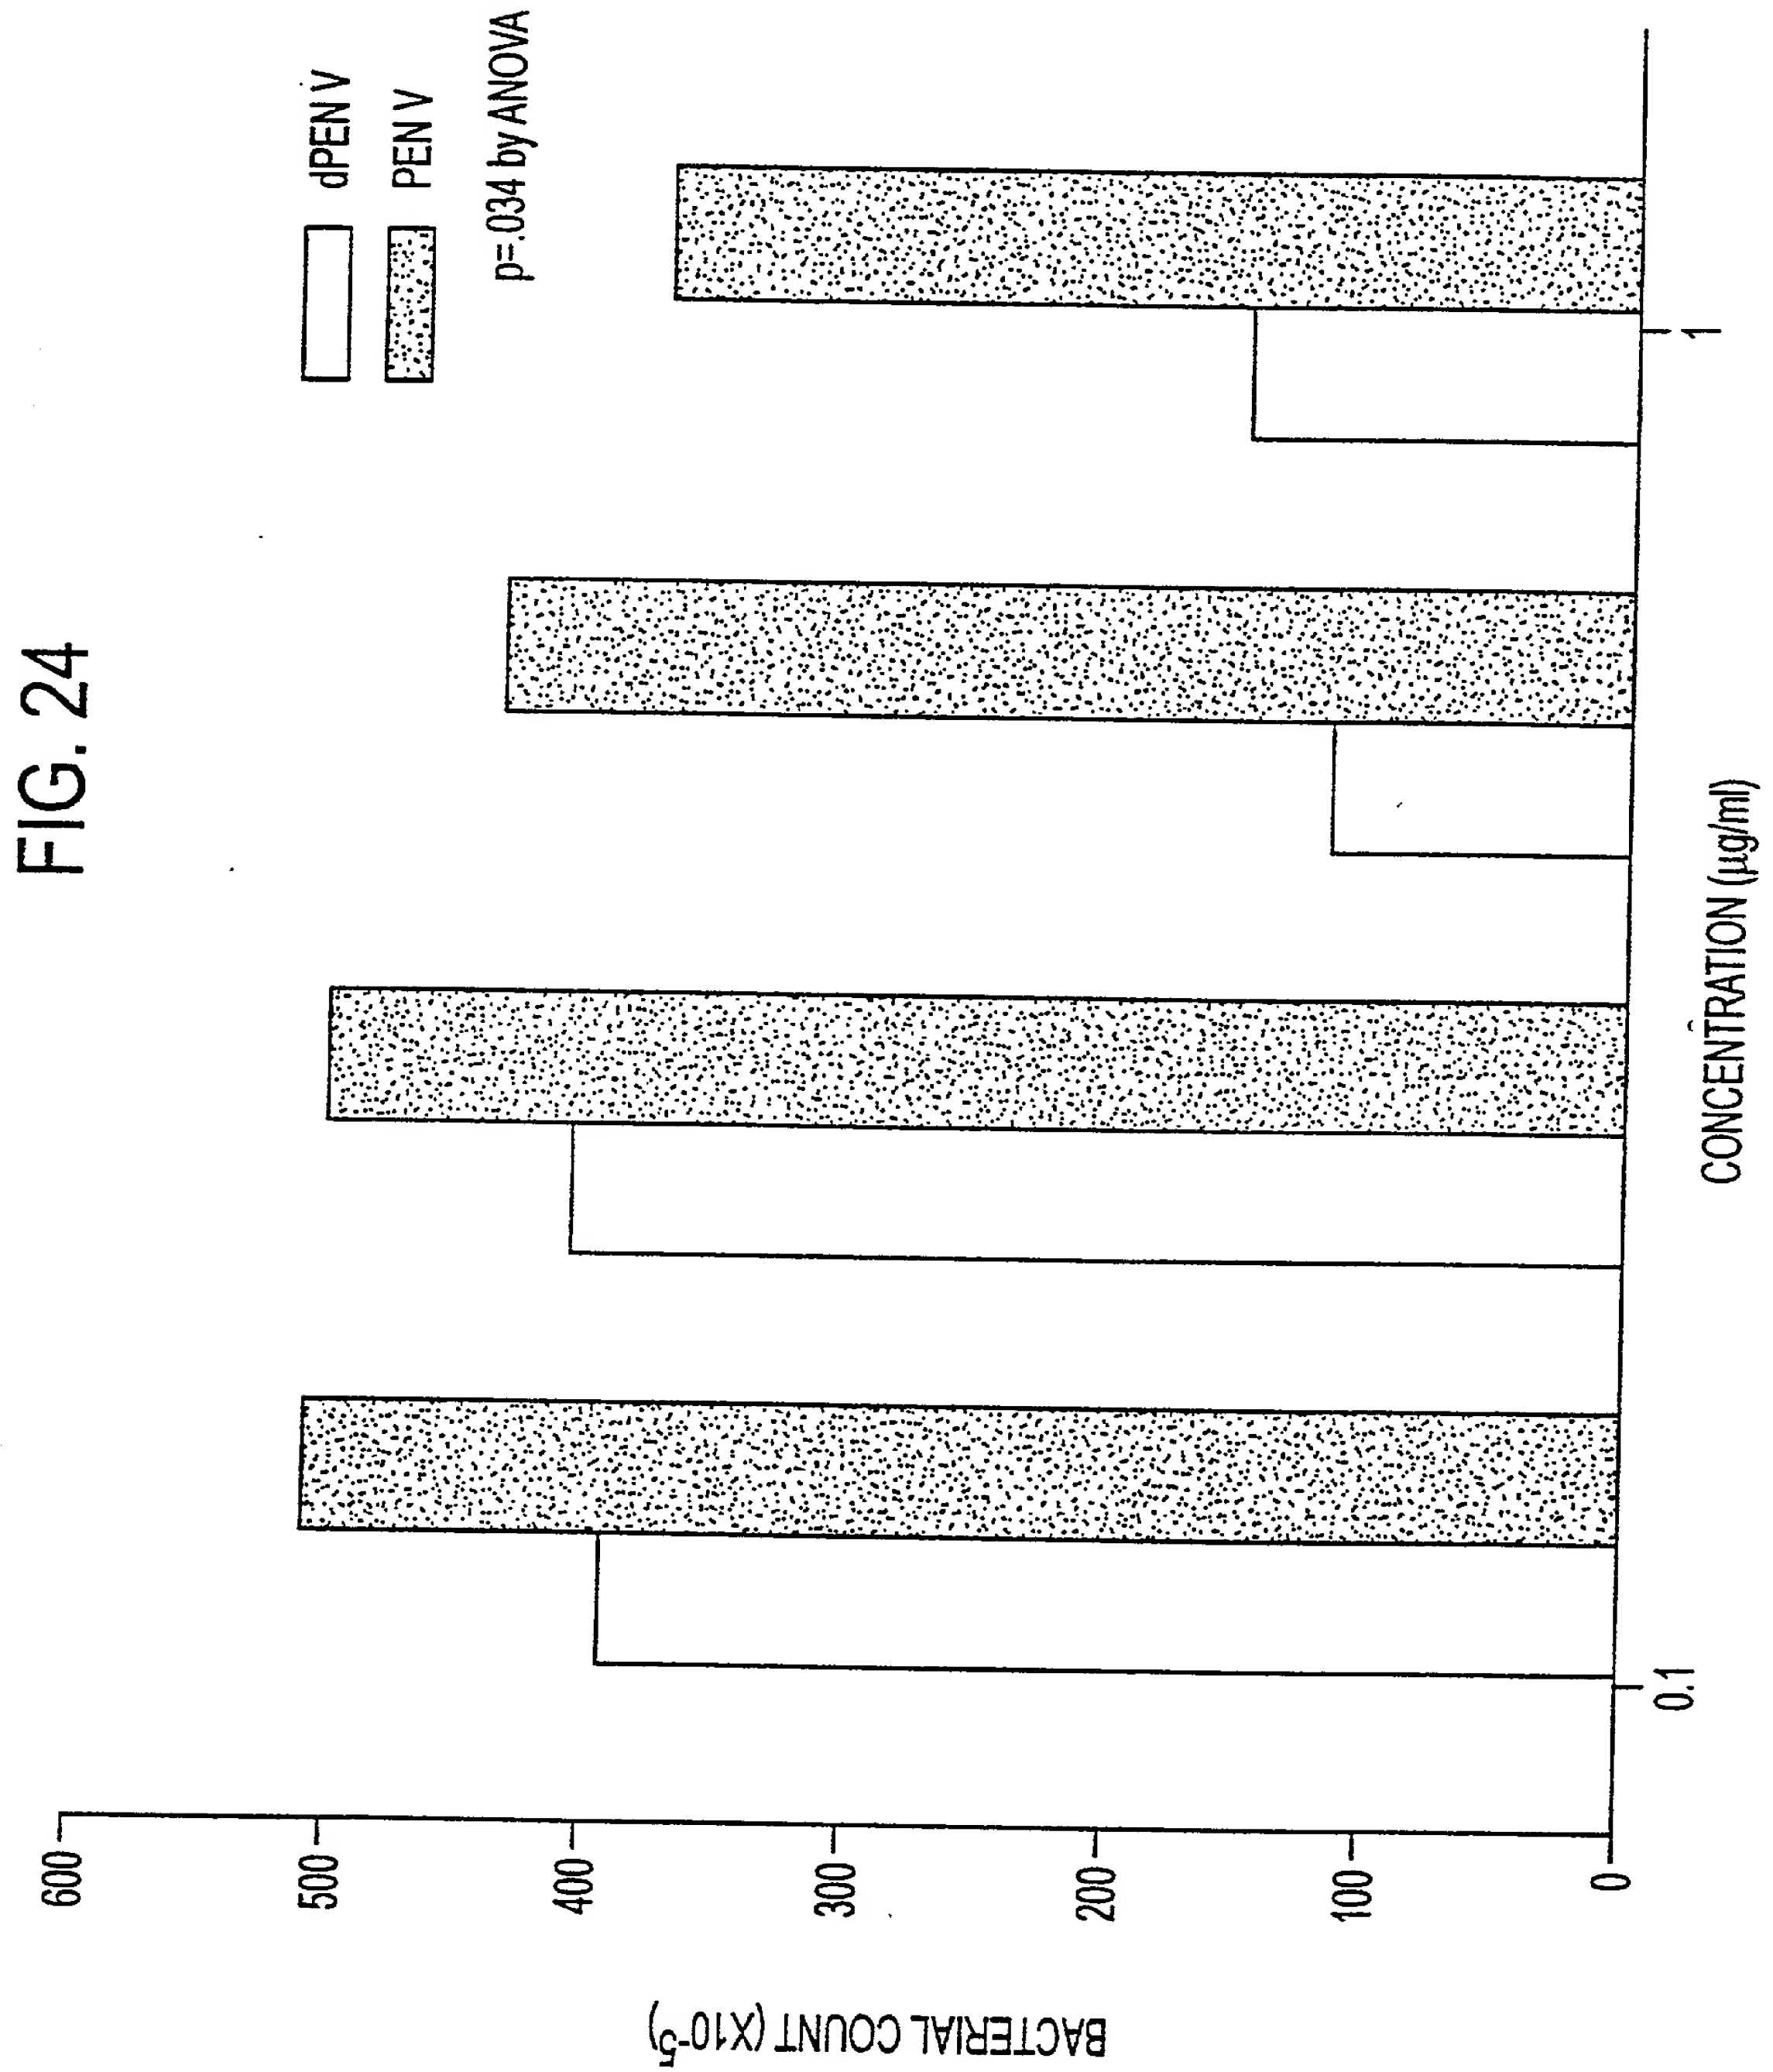 FIG. 24
dPEN V
PEN V
p=.034 by ANOVA
600
500
400
300
200
100
0
BACTERIAL COUNT (X10⁻⁵)
0.1
1
CONCENTRATION (µg/ml)